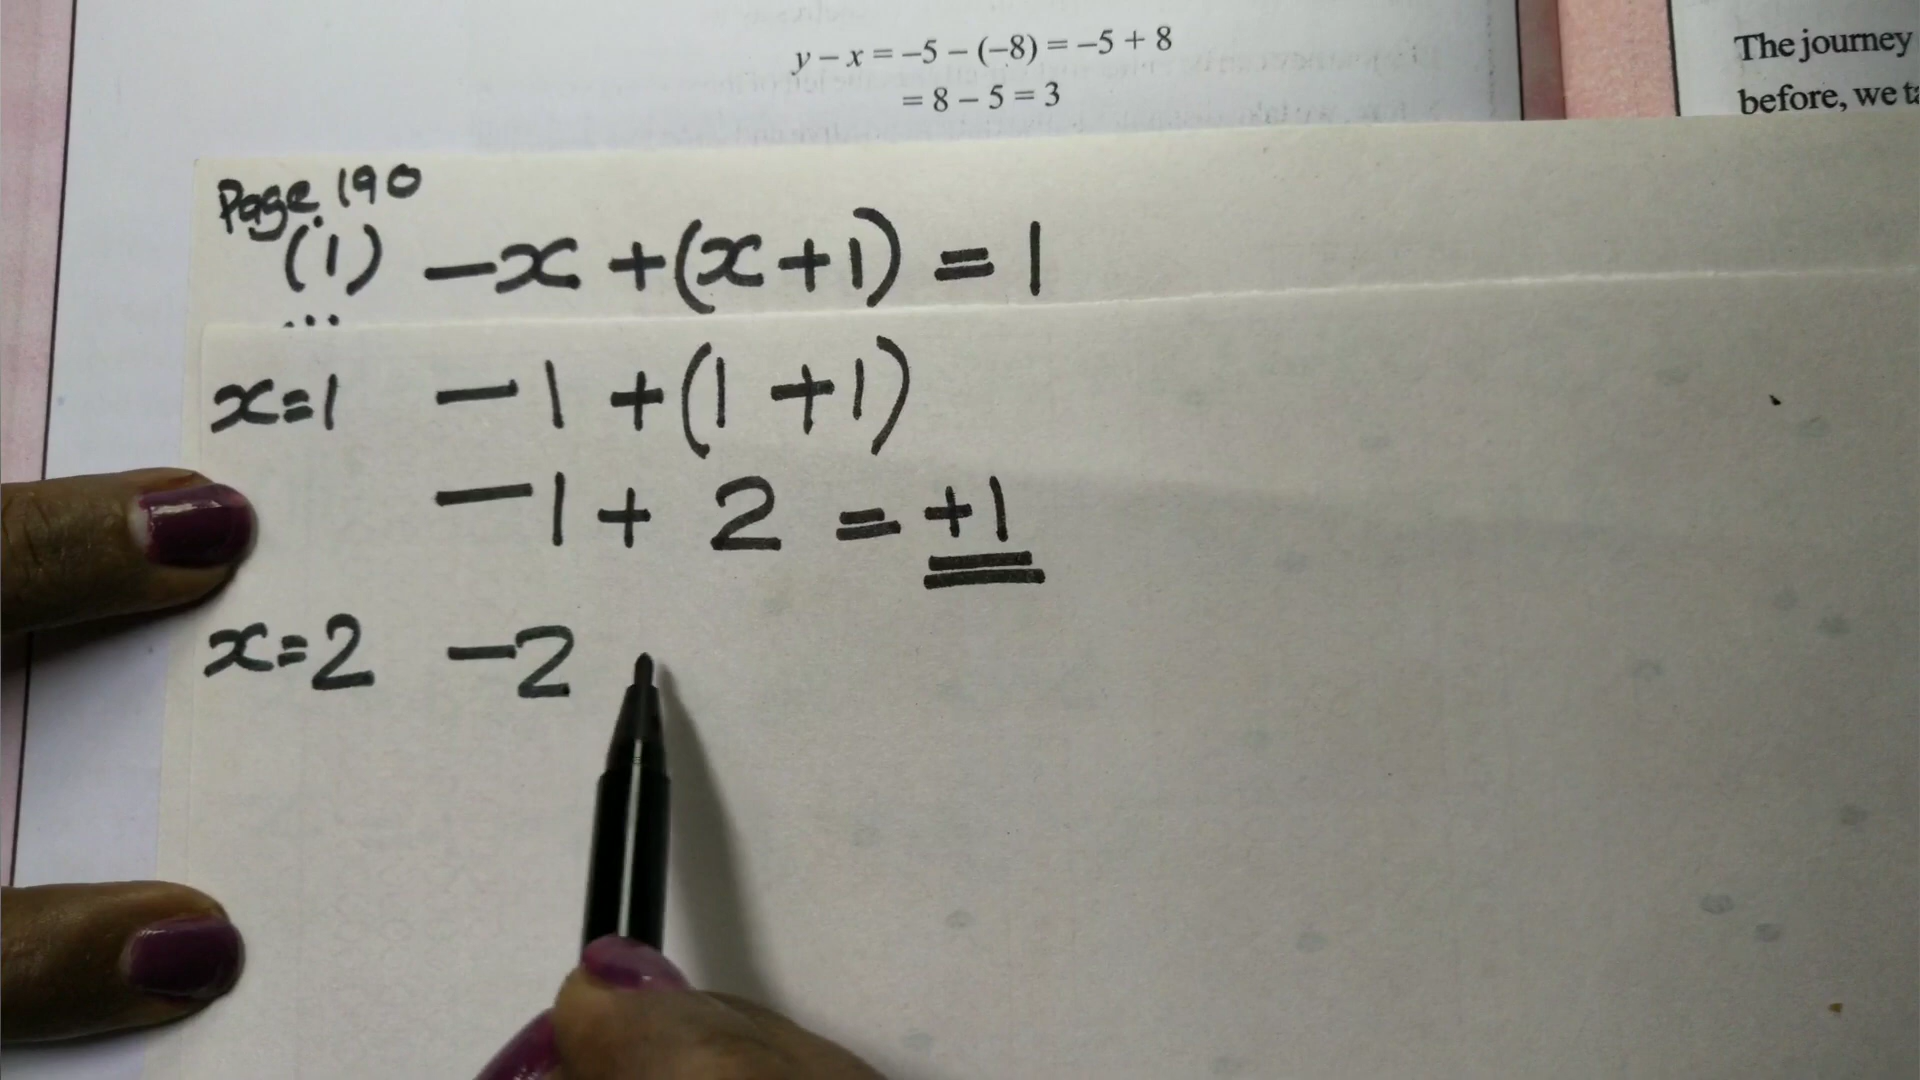 y – x = –5 – (–8) = –5 + 8
= 8 – 5 = 3
The journey
before, we ta
Page 190
(1) –x + (x + 1) = 1
x=1 –1 + (1 + 1)
–1 + 2 = +1
x=2 –2